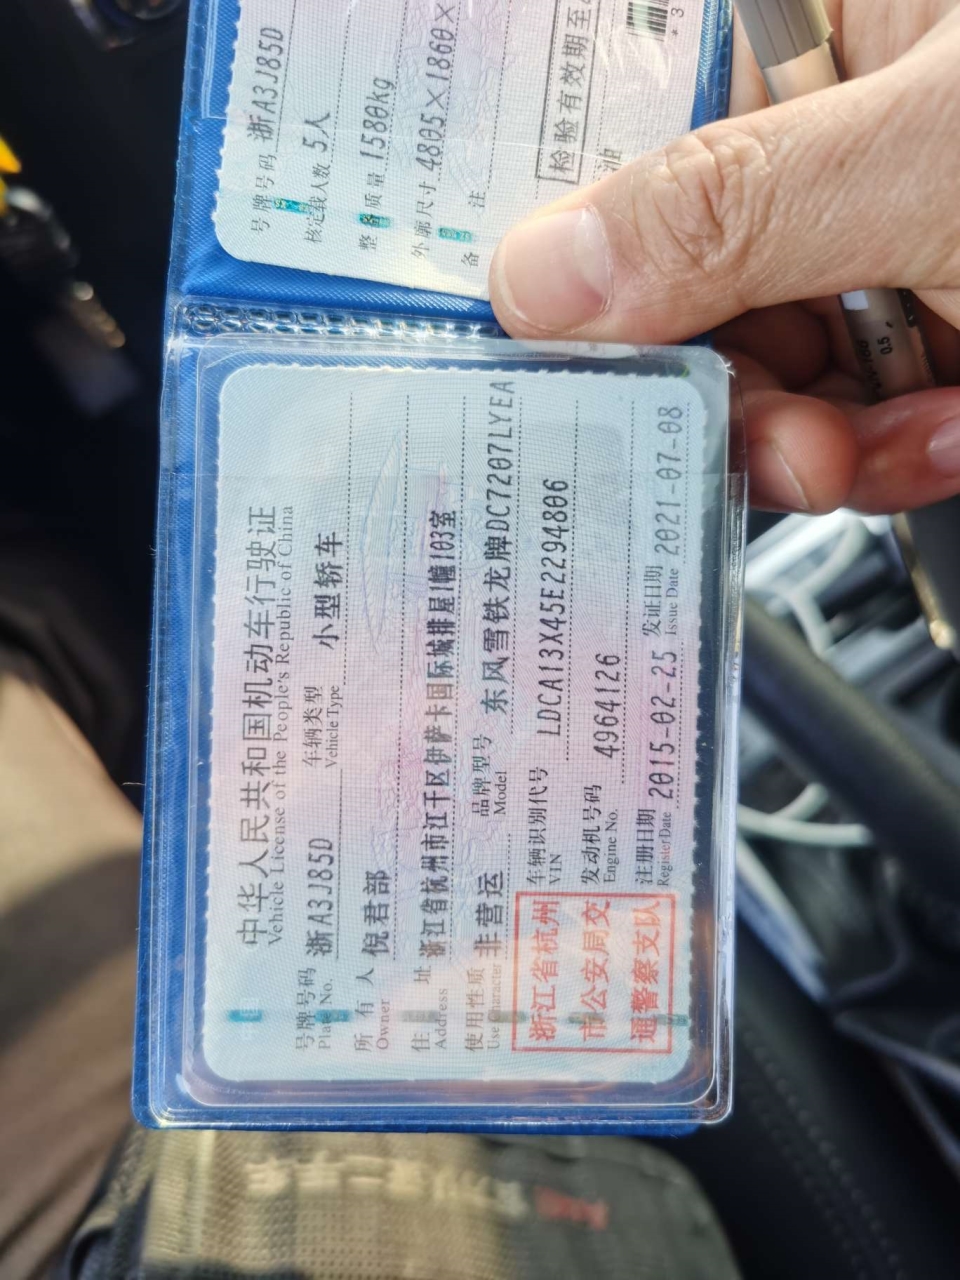 号牌号码 浙A3J85D
核定载人数 5人
整备质量 1580kg
外廓尺寸 4805×1860×
备 注
检验有效期至
油
中华人民共和国机动车行驶证
Vehicle License of the People's Republic of China
号牌号码 浙A3J85D 车辆类型 小型轿车
Plate No. Vehicle Type
所有人 倪君部
Owner
住 址 浙江省杭州市江干区伊萨卡国际城排屋1幢103室
Address
使用性质 非营运 品牌型号 东风雪铁龙牌DC7207LYEA
Use Character Model
浙江省杭州
市公安局交
通警察支队
车辆识别代号 LDCA13X45E2294806
VIN
发动机号码 4964126
Engine No.
注册日期 2015-02-25 发证日期 2021-07-08
Register Date Issue Date
0.5